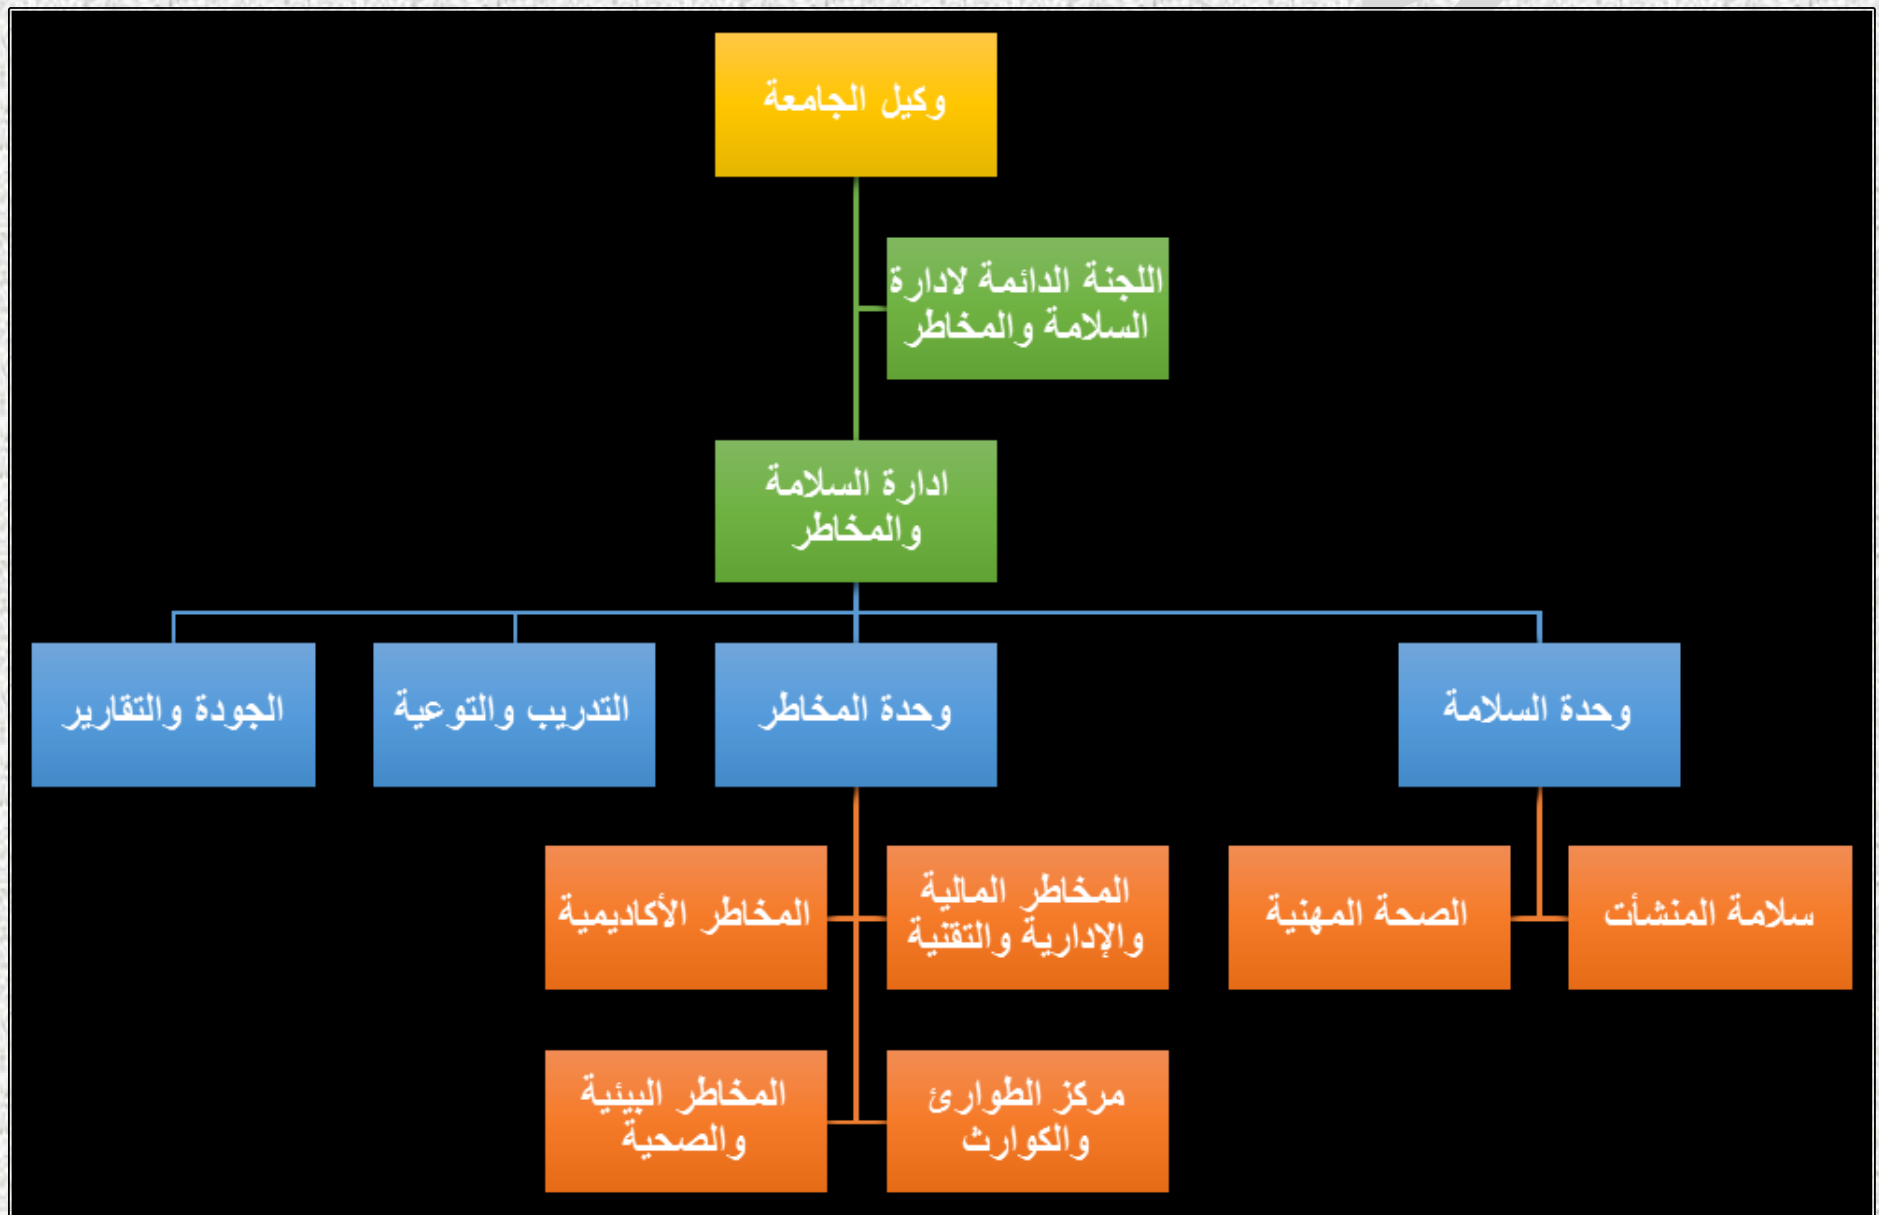 وكيل الجامعة
اللجنة الدائمة لادارة
السلامة والمخاطر
ادارة السلامة
والمخاطر
وحدة السلامة
وحدة المخاطر
التدريب والتوعية
الجودة والتقارير
سلامة المنشأت
الصحة المهنية
المخاطر المالية
والإدارية والتقنية
المخاطر الأكاديمية
مركز الطوارئ
والكوارث
المخاطر البيئية
والصحية